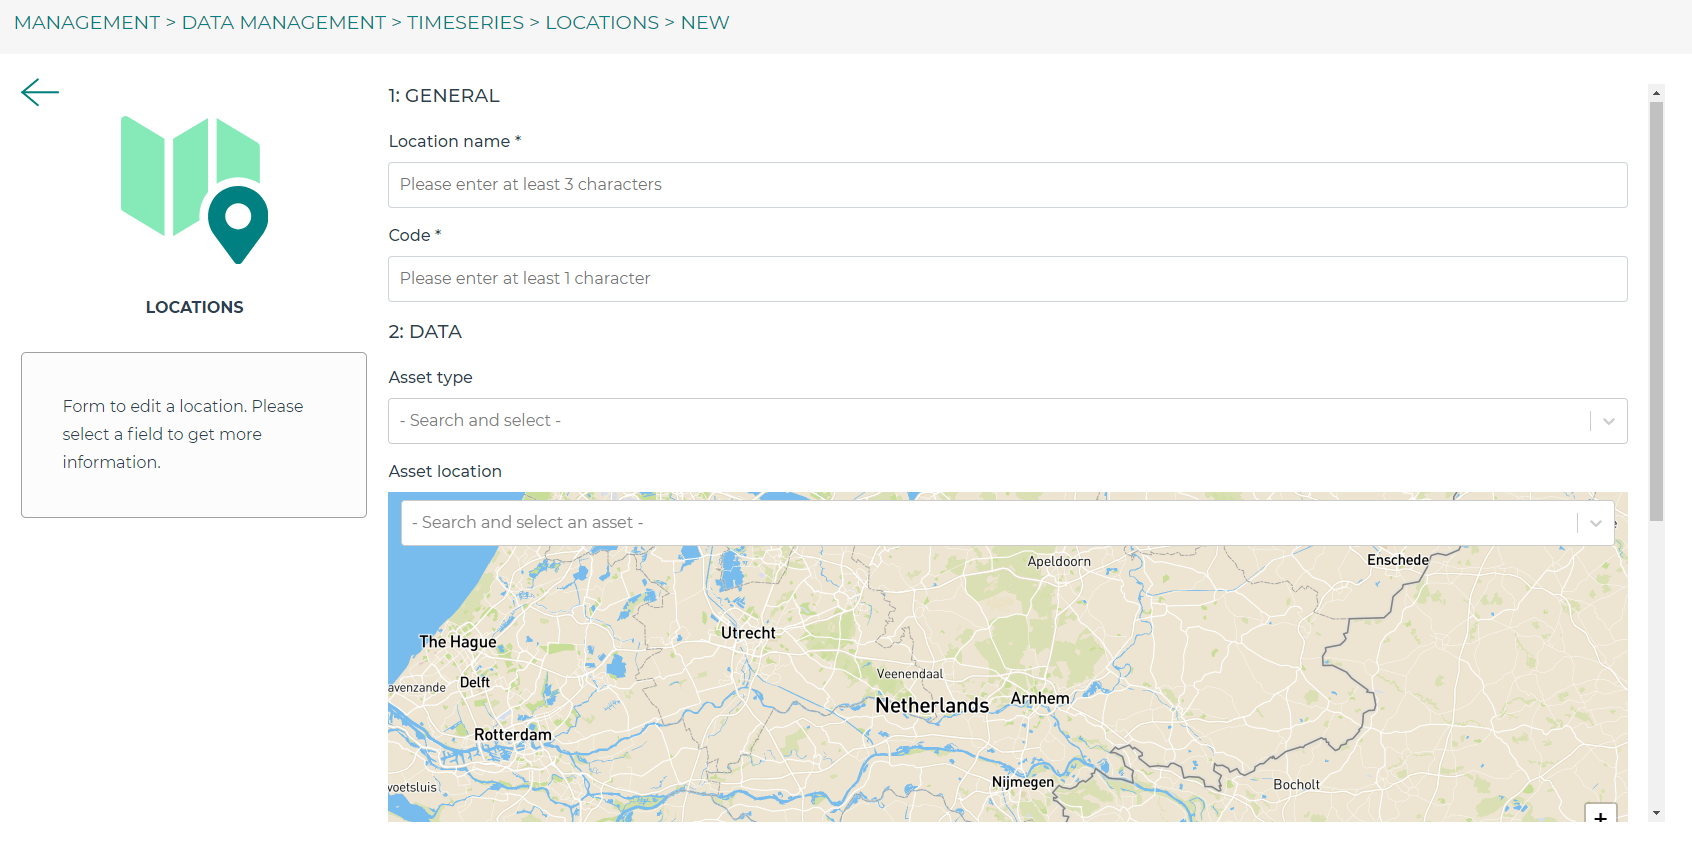 MANAGEMENT > DATA MANAGEMENT > TIMESERIES > LOCATIONS > NEW
LOCATIONS
Form to edit a location. Please
select a field to get more
information.
1: GENERAL
Location name *
Please enter at least 3 characters
Code *
Please enter at least 1 character
2: DATA
Asset type
- Search and select -
Asset location
- Search and select an asset -
Apeldoorn
Enschede
The Hague
Utrecht
Delft
avenzande
Veenendaal
Netherlands
Arnhem
Rotterdam
voetsluis
Nijmegen
Bocholt
+